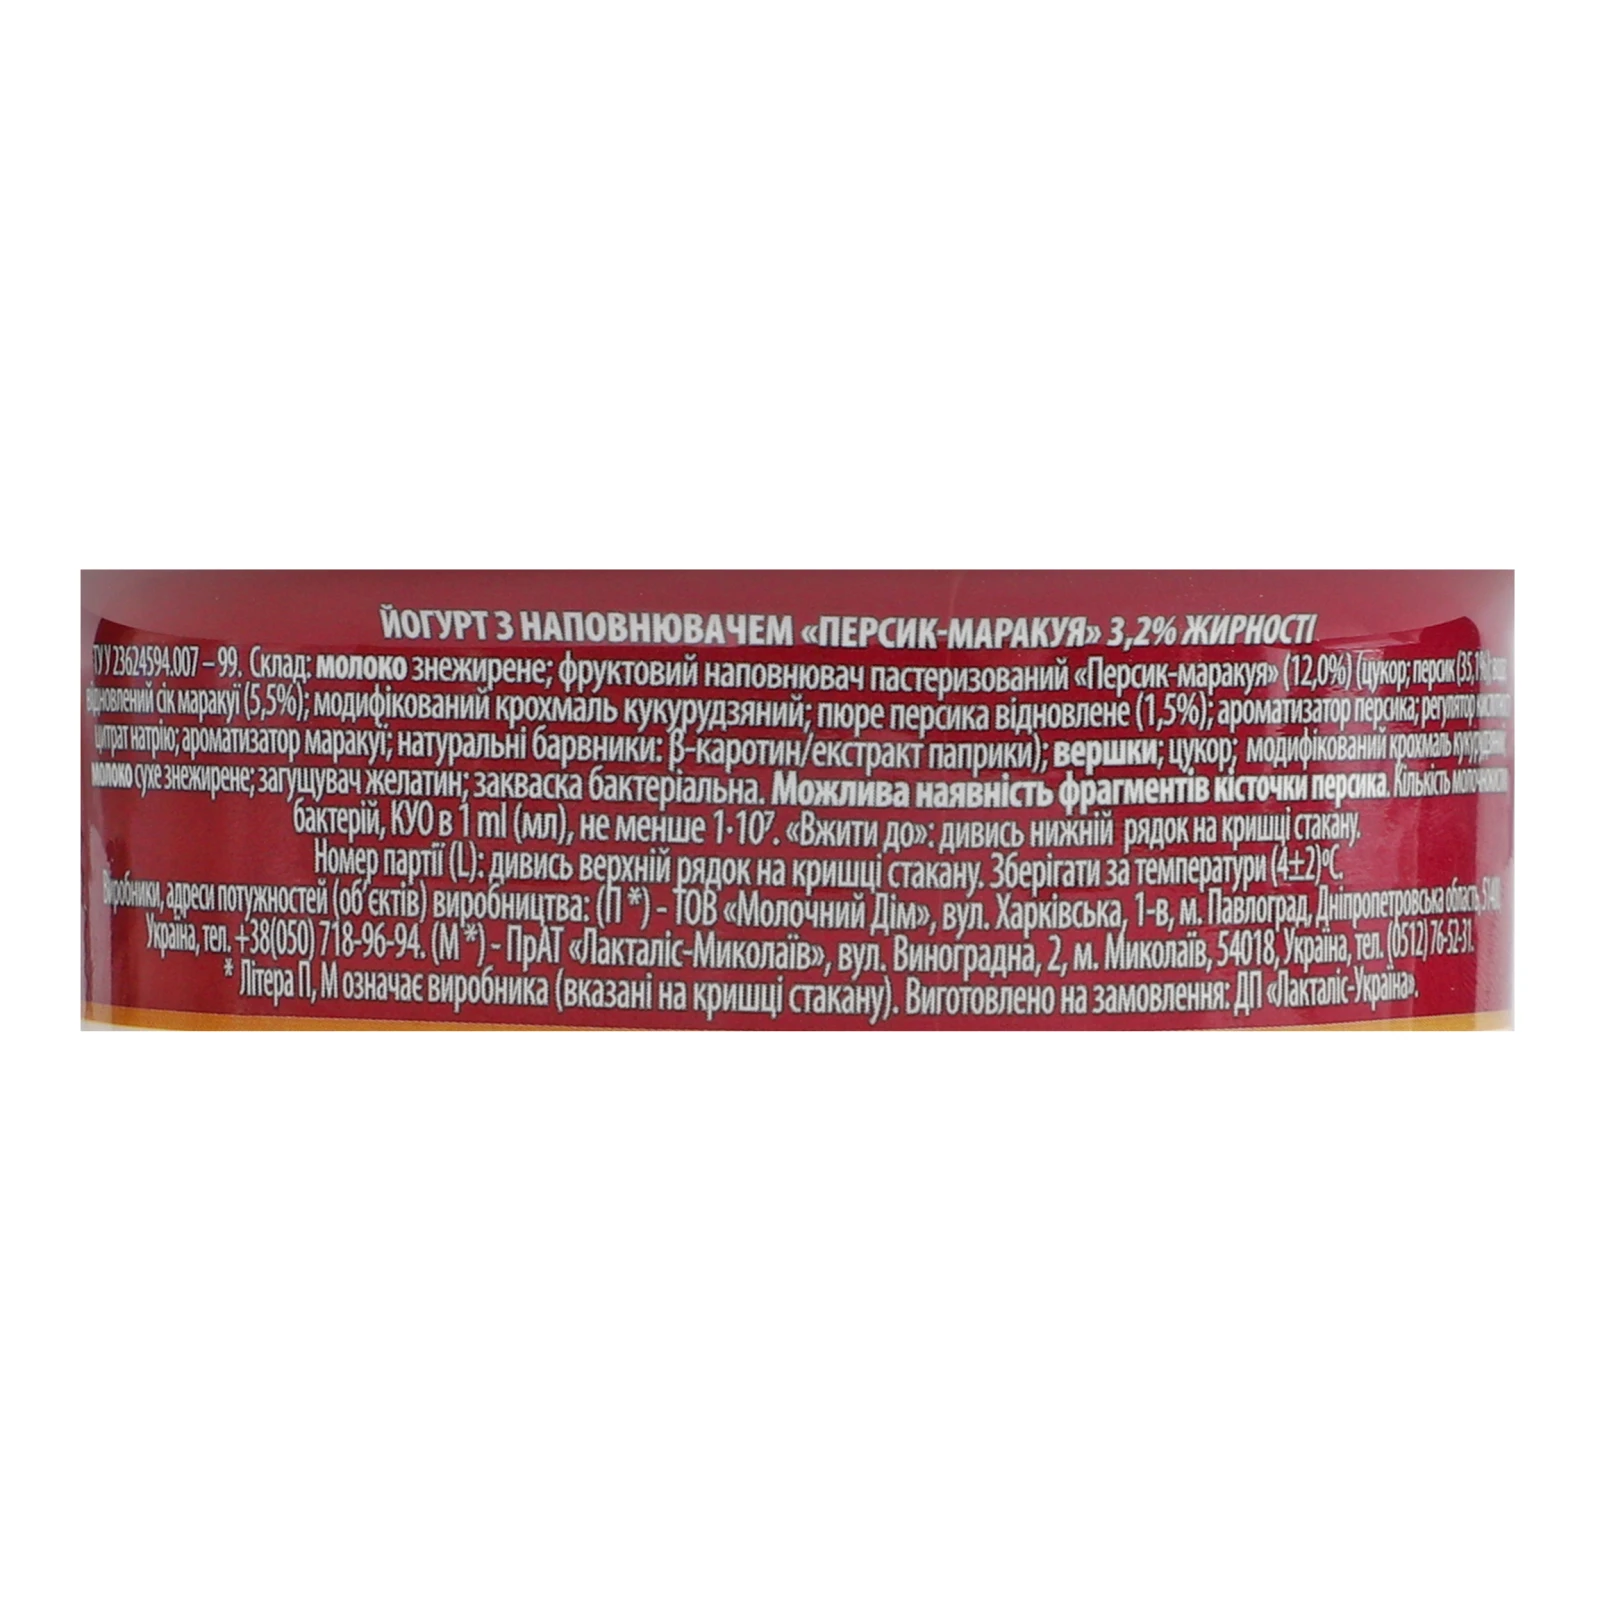 ЙОГУРТ З НАПОВНЮВАЧЕМ «ПЕРСИК-МАРАКУЯ» 3,2% ЖИРНОСТІ
ТУ У 23624594.007 – 99. Склад: молоко знежирене; фруктовий наповнювач пастеризований «Персик-маракуя» (12,0%) (цукор; персик (35,1%); вода;
відновлений сік маракуї (5,5%); модифікований крохмаль кукурудзяний; пюре персика відновлене (1,5%); ароматизатор персика; регулятор кислотності
цитрат натрію; ароматизатор маракуї; натуральні барвники: β-каротин/екстракт паприки); вершки; цукор; модифікований крохмаль кукурудзяний;
молоко сухе знежирене; загущувач желатин; закваска бактеріальна. Можлива наявність фрагментів кісточки персика. Кількість молочнокислих
бактерій, КУО в 1 ml (мл), не менше 1·10⁷. «Вжити до»: дивись нижній рядок на кришці стакану.
Номер партії (L): дивись верхній рядок на кришці стакану. Зберігати за температури (4±2)°С.
Виробники, адреси потужностей (об'єктів) виробництва: (П *) - ТОВ «Молочний Дім», вул. Харківська, 1-в, м. Павлоград, Дніпропетровська область,
Україна, тел. +38(050) 718-96-94. (М *) - ПрАТ «Лакталіс-Миколаїв», вул. Виноградна, 2, м. Миколаїв, 54018, Україна, тел. (0512) 76-52-31.
* Літера П, М означає виробника (вказані на кришці стакану). Виготовлено на замовлення: ДП «Лакталіс-Україна».